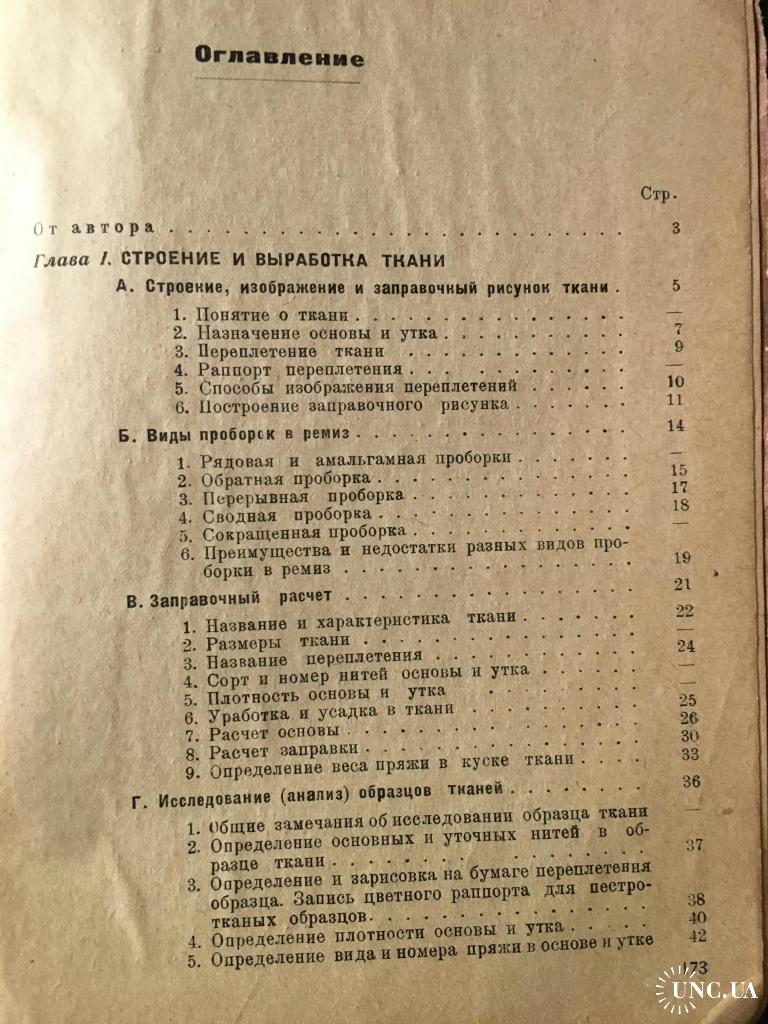 Оглавление
Стр.
От автора . . . . . . . . . . . . . . . . . . . . . . . . 3
Глава I. СТРОЕНИЕ И ВЫРАБОТКА ТКАНИ
А. Строение, изображение и заправочный рисунок ткани . 5
1. Понятие о ткани . . . . . . . . . . . . . . . —
2. Назначение основы и утка . . . . . . . . . . . 7
3. Переплетение ткани . . . . . . . . . . . . 9
4. Раппорт переплетения . . . . . . . . . . . —
5. Способы изображения переплетений . . . . . . 10
6. Построение заправочного рисунка . . . . . . . 11
Б. Виды проборок в ремиз . . . . . . . . . . . . . . . 14
1. Рядовая и амальгамная проборки . . . . . . . —
2. Обратная проборка . . . . . . . . . . . . . . 15
3. Перерывная проборка . . . . . . . . . . . . 17
4. Сводная проборка . . . . . . . . . . . . . . 18
5. Сокращенная проборка . . . . . . . . . . . . —
6. Преимущества и недостатки разных видов про-
борки в ремиз . . . . . . . . . . . . . . . . 19
В. Заправочный расчет . . . . . . . . . . . . . . . . 21
1. Название и характеристика ткани . . . . . . . 22
2. Размеры ткани . . . . . . . . . . . . . . . —
3. Название переплетения . . . . . . . . . . . 24
4. Сорт и номер нитей основы и утка . . . . . . —
5. Плотность основы и утка . . . . . . . . . —
6. Уработка и усадка в ткани . . . . . . . . . . 25
7. Расчет основы . . . . . . . . . . . . . . . 26
8. Расчет заправки . . . . . . . . . . . . . . 30
9. Определение веса пряжи в куске ткани . . . . 33
Г. Исследование (анализ) образцов тканей . . . . . . . . 36
1. Общие замечания об исследовании образца ткани —
2. Определение основных и уточных нитей в об-
разце ткани . . . . . . . . . . . . . . . . 37
3. Определение и зарисовка на бумаге переплетения
образца. Запись цветного раппорта для пестро-
тканых образцов. . . . . . . . . . . . . . . 38
4. Определение плотности основы и утка . . . . . 40
5. Определение вида и номера пряжи в основе и утке 42
173
UNC.UA